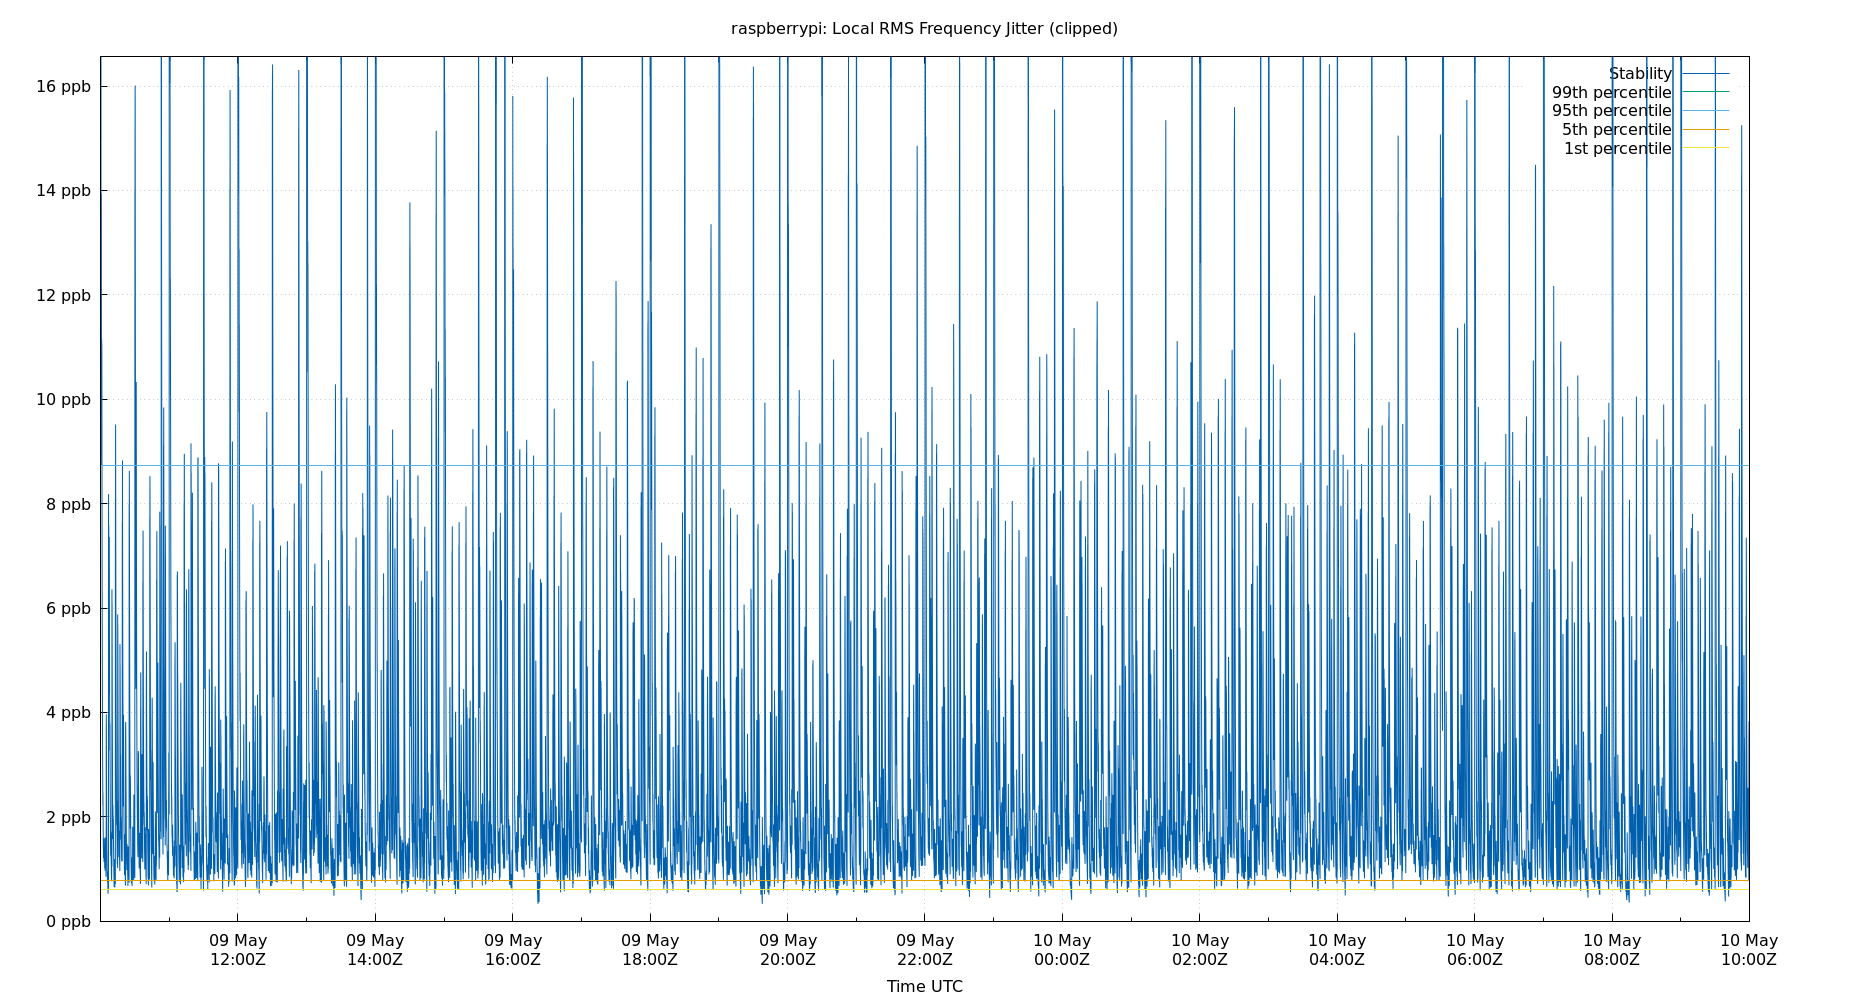 raspberrypi: Local RMS Frequency Jitter (clipped)
16 ppb
14 ppb
12 ppb
10 ppb
8 ppb
6 ppb
4 ppb
2 ppb
0 ppb
Stability
99th percentile
95th percentile
5th percentile
1st percentile
09 May 09 May 09 May 09 May 09 May 09 May 10 May 10 May 10 May 10 May 10 May 10 May
12:00Z 14:00Z 16:00Z 18:00Z 20:00Z 22:00Z 00:00Z 02:00Z 04:00Z 06:00Z 08:00Z 10:00Z
Time UTC